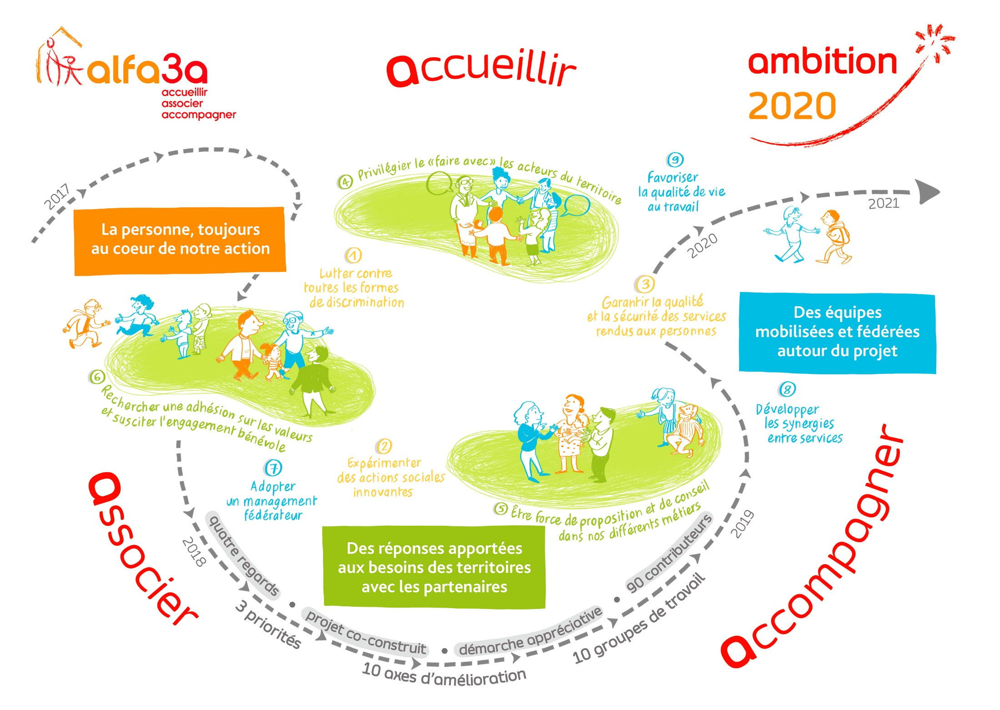 alfa3a
accueillir
associer
accompagner
accueillir
ambition
2020
2017
La personne, toujours
au coeur de notre action
④ Privilégier le «faire avec» les acteurs du territoire
⑨
Favoriser
la qualité de vie
au travail
2021
2020
①
Lutter contre
toutes les formes
de discrimination
③
Garantir la qualité
et la sécurité des services
rendus aux personnes
Des équipes
mobilisées et fédérées
autour du projet
⑥ Rechercher une adhésion sur les valeurs
et susciter l'engagement bénévole
⑧
Développer
les synergies
entre services
②
Expérimenter
des actions sociales
innovantes
⑦
Adopter
un management
fédérateur
⑤ Être force de proposition et de conseil
dans nos différents métiers
associer
accompagner
Des réponses apportées
aux besoins des territoires
avec les partenaires
2018
2019
quatre regards • projet co-construit • démarche appréciative • 90 contributeurs
3 priorités
10 axes d'amélioration
10 groupes de travail